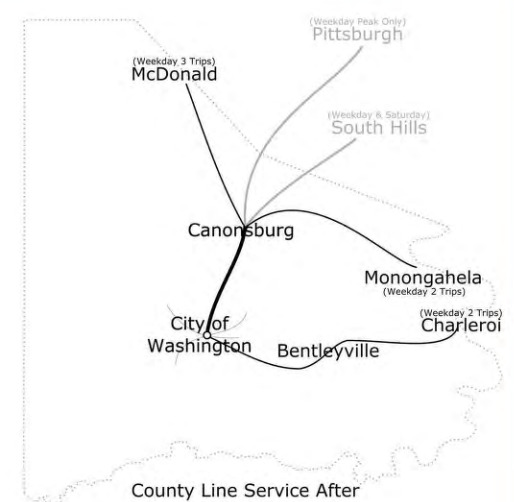 (Weekday Peak Only)
Pittsburgh
(Weekday 3 Trips)
McDonald
(Weekday & Saturday)
South Hills
Canonsburg
Monongahela
(Weekday 2 Trips)
(Weekday 2 Trips)
Charleroi
City of
Washington
Bentleyville
County Line Service After